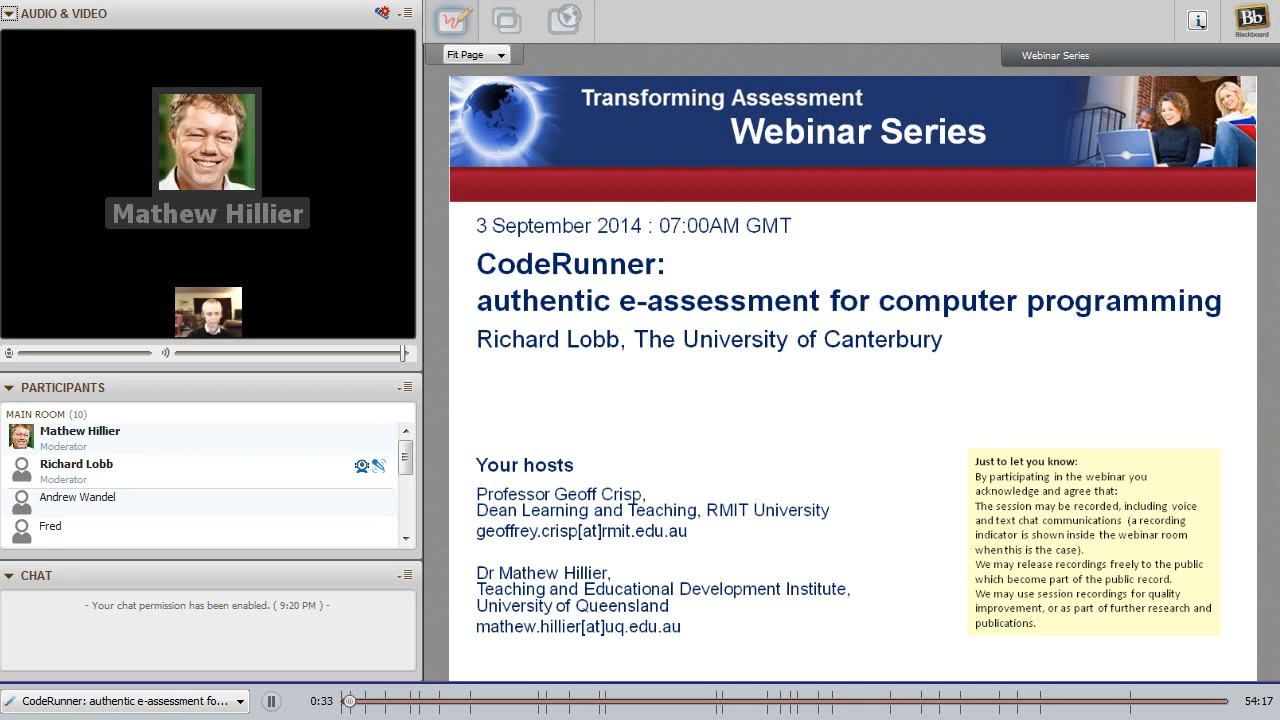 AUDIO & VIDEO
Mathew Hillier
PARTICIPANTS
MAIN ROOM (10)
Mathew Hillier
Moderator
Richard Lobb
Moderator
Andrew Wandel
Fred
CHAT
- Your chat permission has been enabled. ( 9:20 PM ) -
Fit Page
Webinar Series
Bb
Blackboard
Transforming Assessment
Webinar Series
3 September 2014 : 07:00AM GMT
CodeRunner:
authentic e-assessment for computer programming
Richard Lobb, The University of Canterbury
Your hosts
Professor Geoff Crisp,
Dean Learning and Teaching, RMIT University
geoffrey.crisp[at]rmit.edu.au
Dr Mathew Hillier,
Teaching and Educational Development Institute,
University of Queensland
mathew.hillier[at]uq.edu.au
Just to let you know:
By participating in the webinar you
acknowledge and agree that:
The session may be recorded, including voice
and text chat communications (a recording
indicator is shown inside the webinar room
when this is the case).
We may release recordings freely to the public
which become part of the public record.
We may use session recordings for quality
improvement, or as part of further research and
publications.
CodeRunner: authentic e-assessment fo...
0:33
54:17